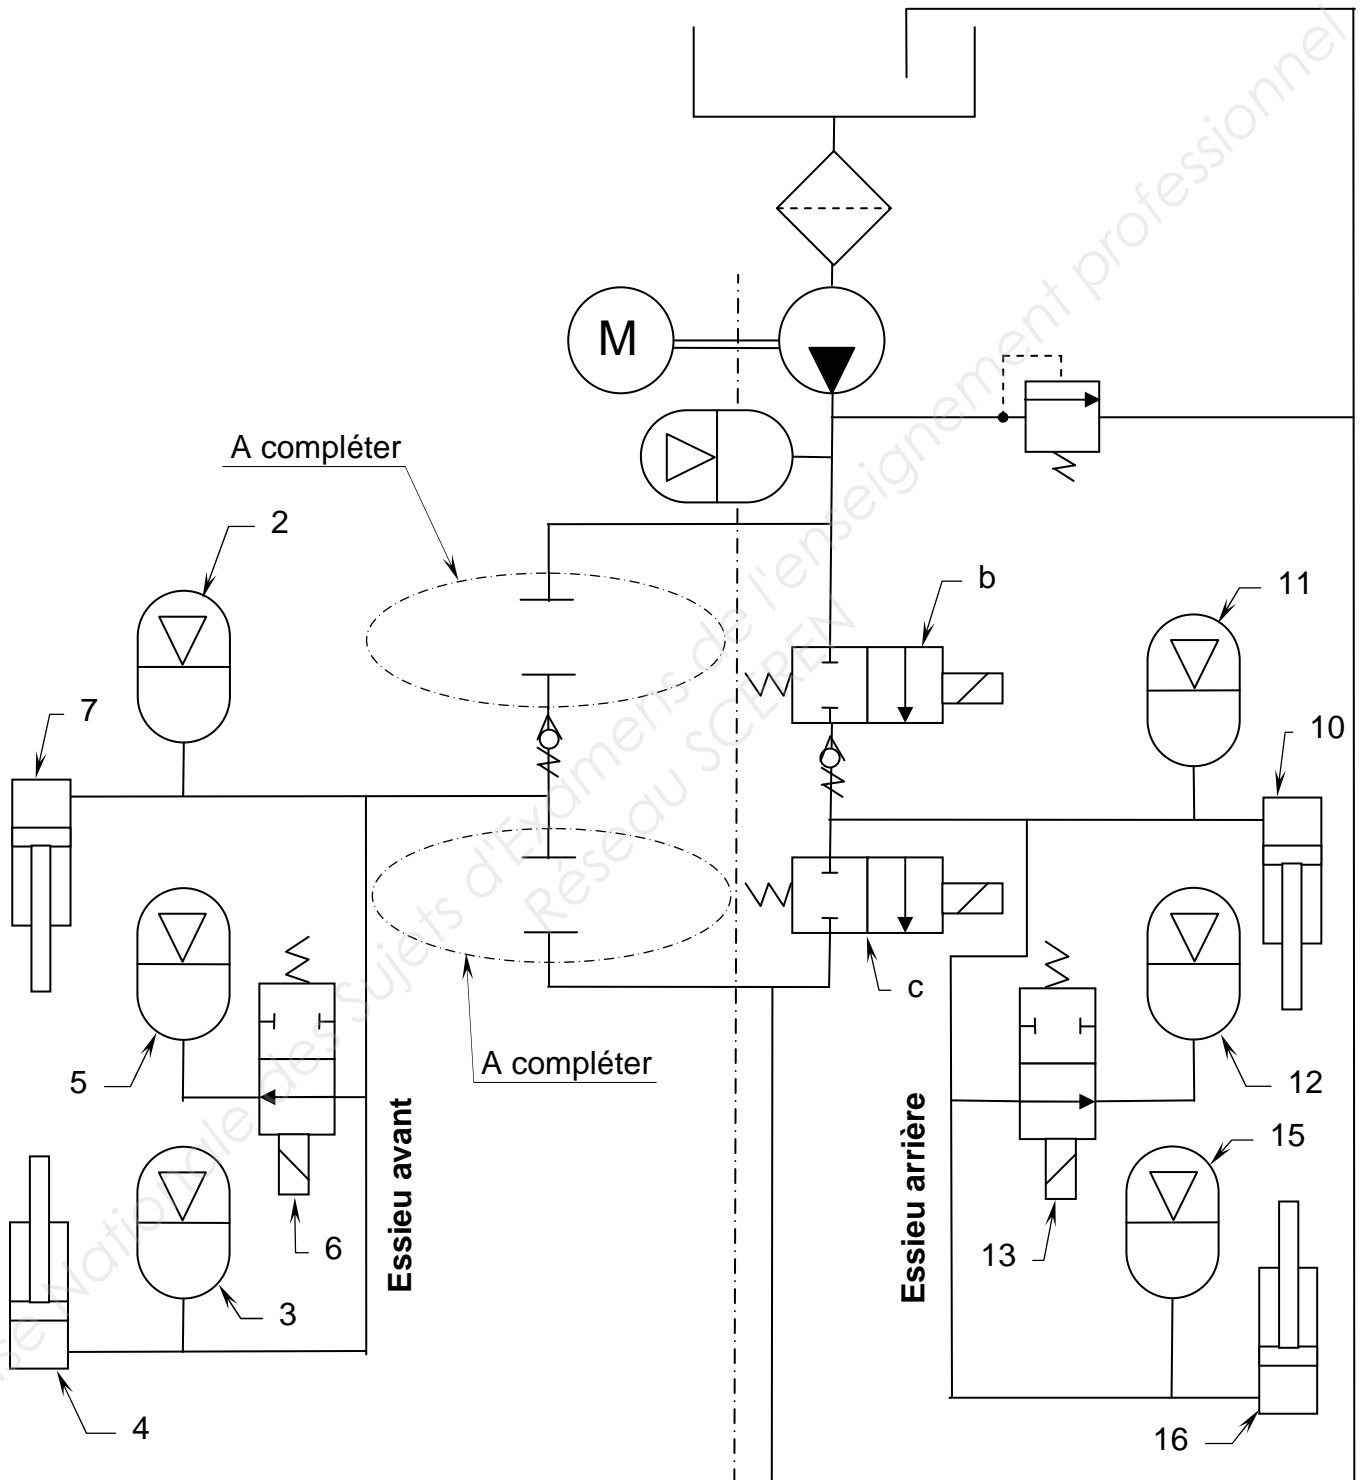 M
A compléter
2
b
11
7
10
5
c
12
A compléter
Essieu avant
Essieu arrière
15
6
13
3
4
16
se Nationale des Sujets d'Examens de l'enseignement professionnel
Réseau SCEREN